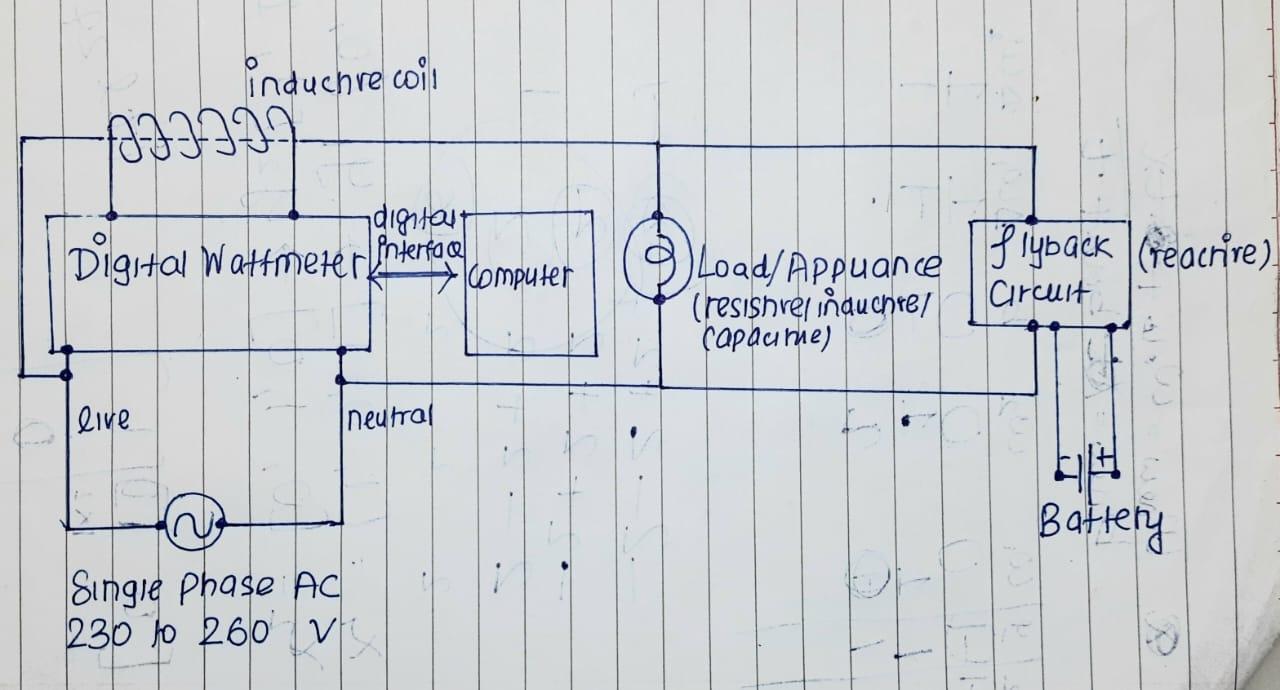 inductive coil
Digital Wattmeter
digital
interface
Computer
Load/Appliance
(resistive/inductive/
capacitive)
flyback
circuit
(reactive)
live
neutral
- +
Battery
Single Phase AC
230 to 260 V